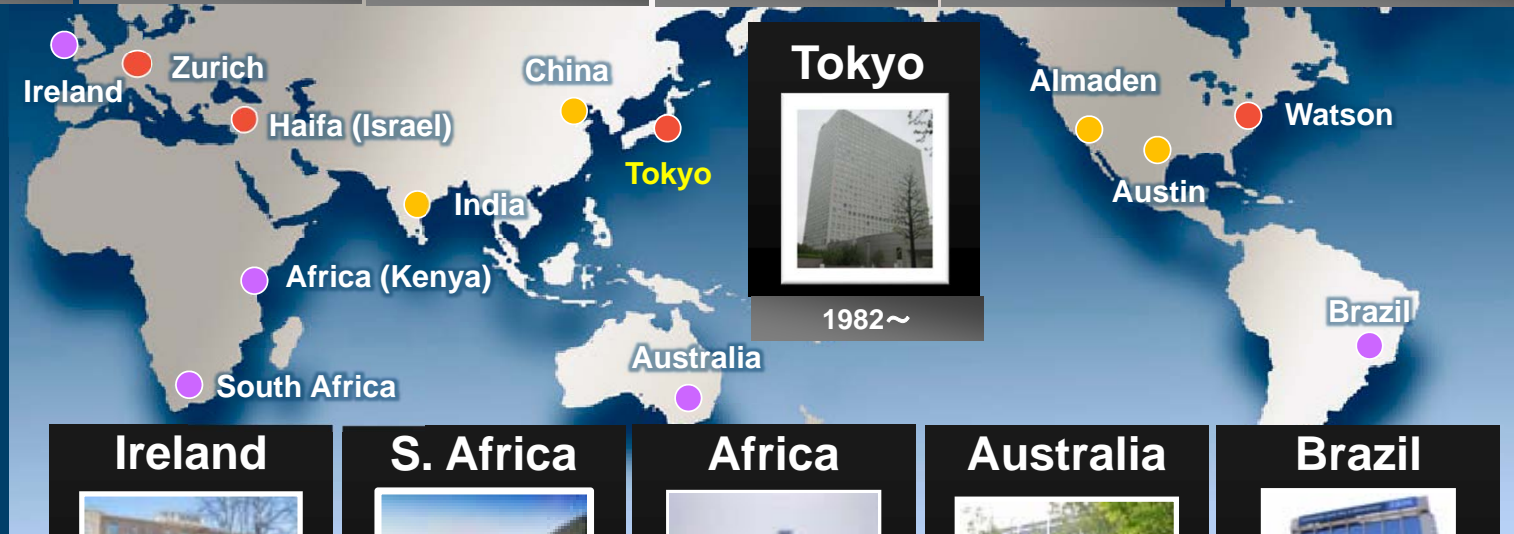 Tokyo
1982～
Ireland
Zurich
Haifa (Israel)
China
Tokyo
India
Africa (Kenya)
South Africa
Australia
Almaden
Austin
Watson
Brazil
Ireland
S. Africa
Africa
Australia
Brazil